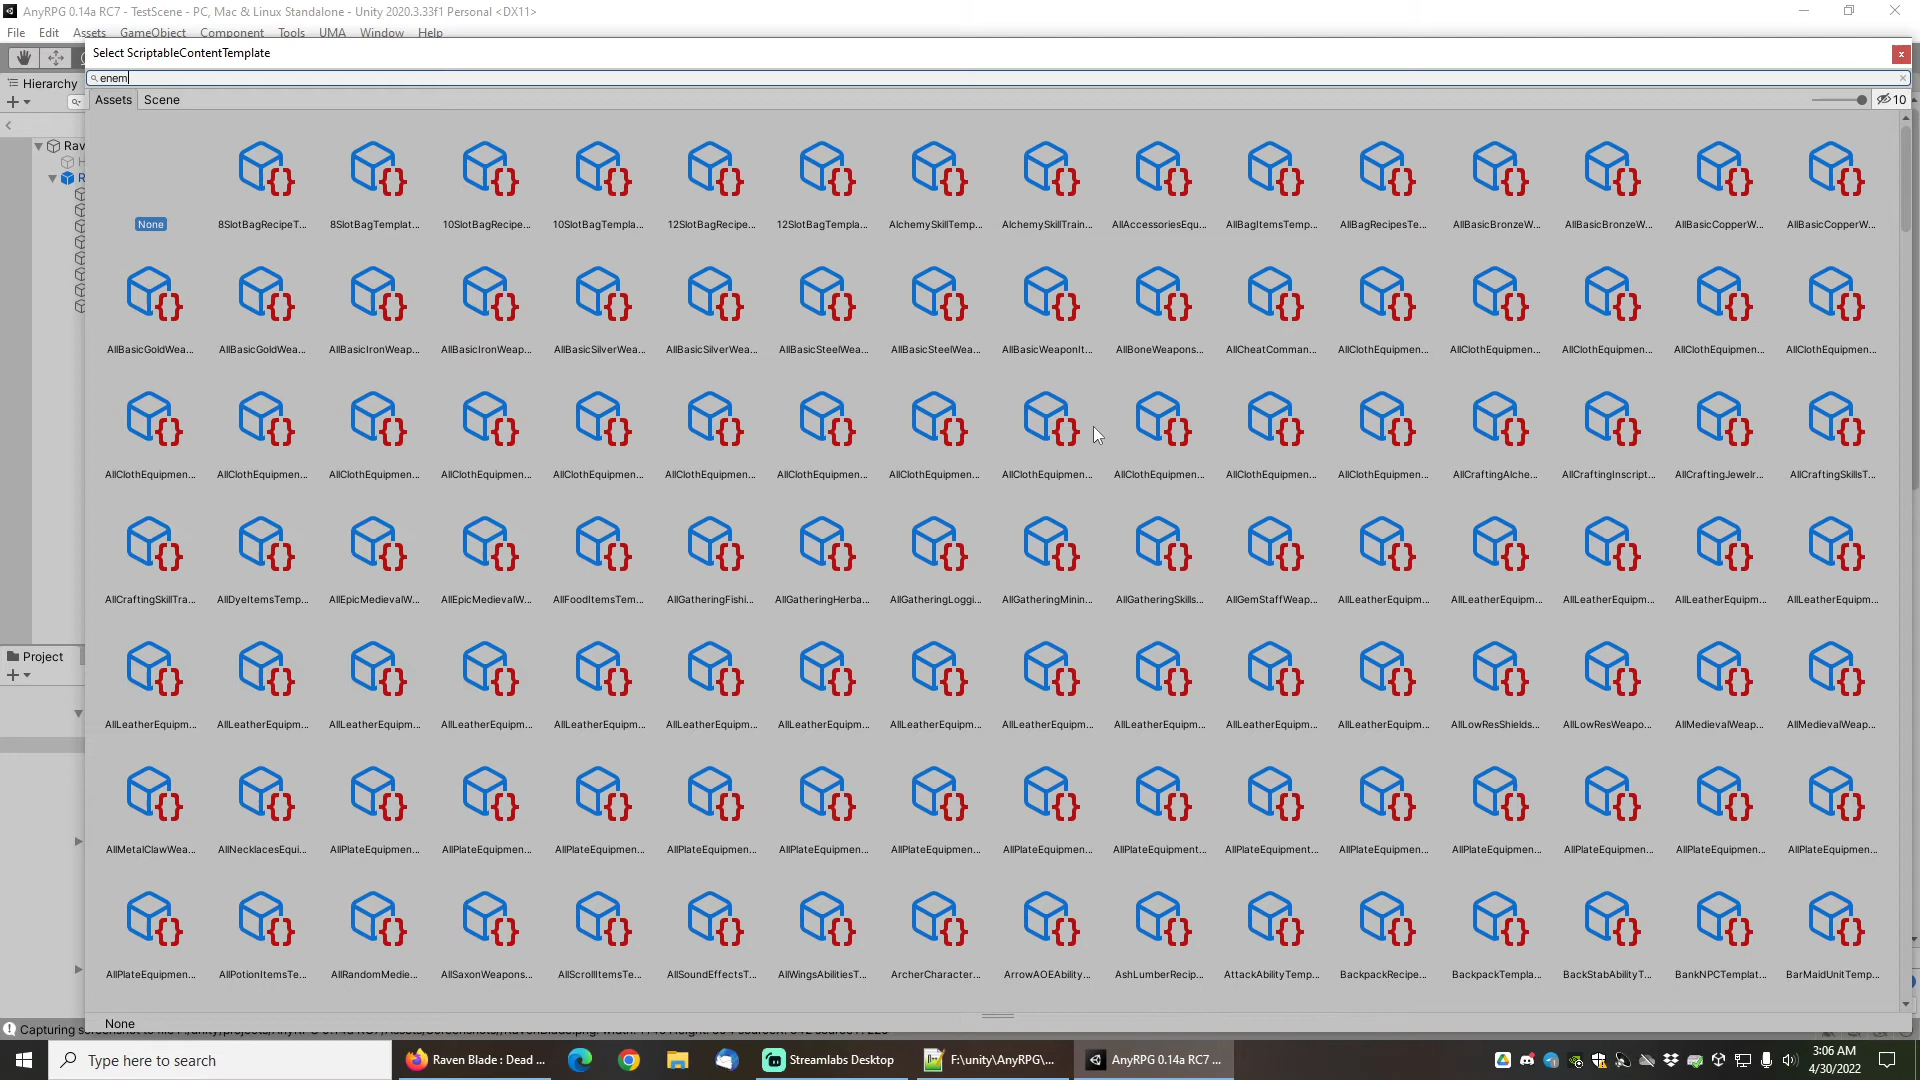 AnyRPG 0.14a RC7 - TestScene - PC, Mac & Linux Standalone - Unity 2020.3.33f1 Personal <DX11>
File Edit Assets GameObject Component Tools UMA Window Help
Select ScriptableContentTemplate
Hierarchy
enem
Assets Scene
10
Rav
None 8SlotBagRecipeT... 8SlotBagTemplat... 10SlotBagRecipe... 10SlotBagTempla... 12SlotBagRecipe... 12SlotBagTempla... AlchemySkillTemp... AlchemySkillTrain... AllAccessoriesEqu... AllBagItemsTemp... AllBagRecipesTe... AllBasicBronzeW... AllBasicBronzeW... AllBasicCopperW... AllBasicCopperW...
AllBasicGoldWea... AllBasicGoldWea... AllBasicIronWeap... AllBasicIronWeap... AllBasicSilverWea... AllBasicSilverWea... AllBasicSteelWea... AllBasicSteelWea... AllBasicWeaponIt... AllBoneWeapons... AllCheatComman... AllClothEquipmen... AllClothEquipmen... AllClothEquipmen... AllClothEquipmen... AllClothEquipmen...
AllClothEquipmen... AllClothEquipmen... AllClothEquipmen... AllClothEquipmen... AllClothEquipmen... AllClothEquipmen... AllClothEquipmen... AllClothEquipmen... AllClothEquipmen... AllClothEquipmen... AllClothEquipmen... AllClothEquipmen... AllCraftingAlche... AllCraftingInscript... AllCraftingJewelr... AllCraftingSkillsT...
AllCraftingSkillTra... AllDyeItemsTemp... AllEpicMedievalW... AllEpicMedievalW... AllFoodItemsTem... AllGatheringFishi... AllGatheringHerba... AllGatheringLoggi... AllGatheringMinin... AllGatheringSkills... AllGemStaffWeap... AllLeatherEquipm... AllLeatherEquipm... AllLeatherEquipm... AllLeatherEquipm... AllLeatherEquipm...
Project
AllLeatherEquipm... AllLeatherEquipm... AllLeatherEquipm... AllLeatherEquipm... AllLeatherEquipm... AllLeatherEquipm... AllLeatherEquipm... AllLeatherEquipm... AllLeatherEquipm... AllLeatherEquipm... AllLeatherEquipm... AllLeatherEquipm... AllLowResShields... AllLowResWeapo... AllMedievalWeap... AllMedievalWeap...
AllMetalClawWea... AllNecklacesEqui... AllPlateEquipmen... AllPlateEquipmen... AllPlateEquipmen... AllPlateEquipmen... AllPlateEquipmen... AllPlateEquipmen... AllPlateEquipmen... AllPlateEquipment... AllPlateEquipment... AllPlateEquipmen... AllPlateEquipmen... AllPlateEquipmen... AllPlateEquipmen... AllPlateEquipmen...
AllPlateEquipmen... AllPotionItemsTe... AllRandomMedie... AllSaxonWeapons... AllScrollItemsTe... AllSoundEffectsT... AllWingsAbilitiesT... ArcherCharacter... ArrowAOEAbility... AshLumberRecip... AttackAbilityTemp... BackpackRecipe... BackpackTempla... BackStabAbilityT... BankNPCTemplat... BarMaidUnitTemp...
None
Type here to search
Raven Blade : Dead ...
Streamlabs Desktop
F:\unity\AnyRPG\...
AnyRPG 0.14a RC7 ...
3:06 AM
4/30/2022